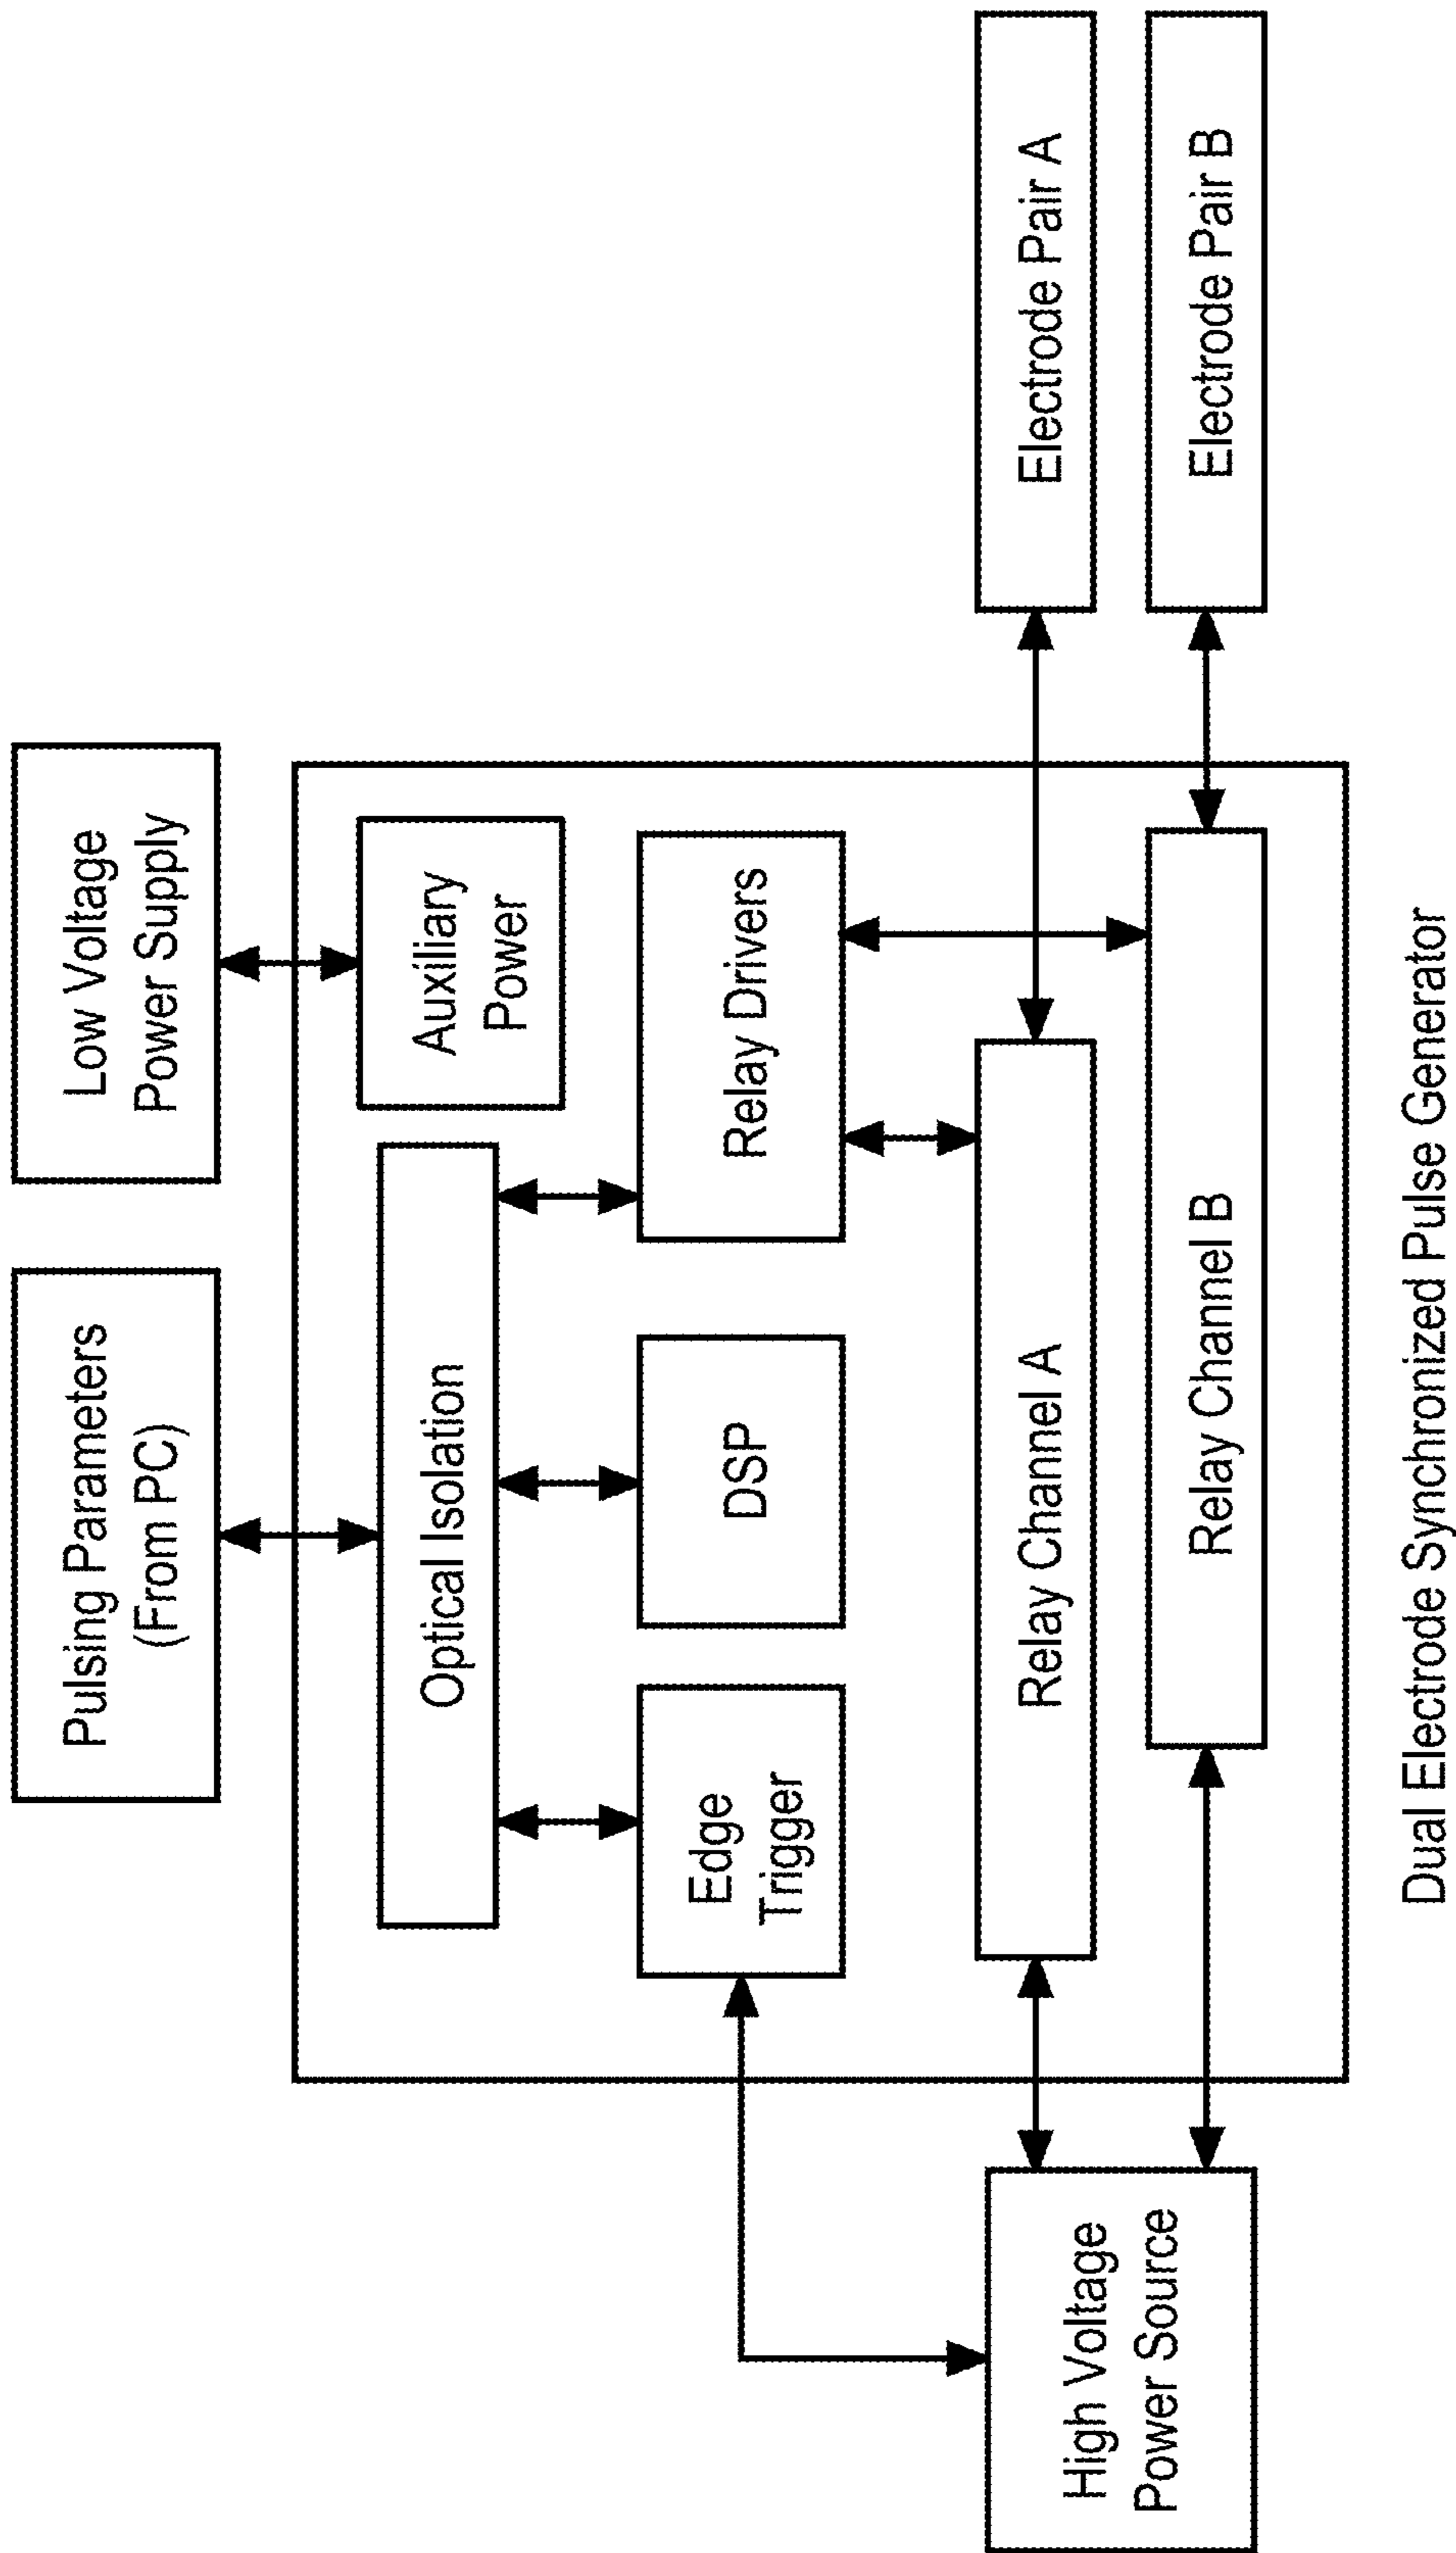 Pulsing Parameters
(From PC)
Low Voltage
Power Supply
Optical Isolation
Auxiliary
Power
Edge
Trigger
DSP
Relay Drivers
High Voltage
Power Source
Relay Channel A
Electrode Pair A
Relay Channel B
Electrode Pair B
Dual Electrode Synchronized Pulse Generator